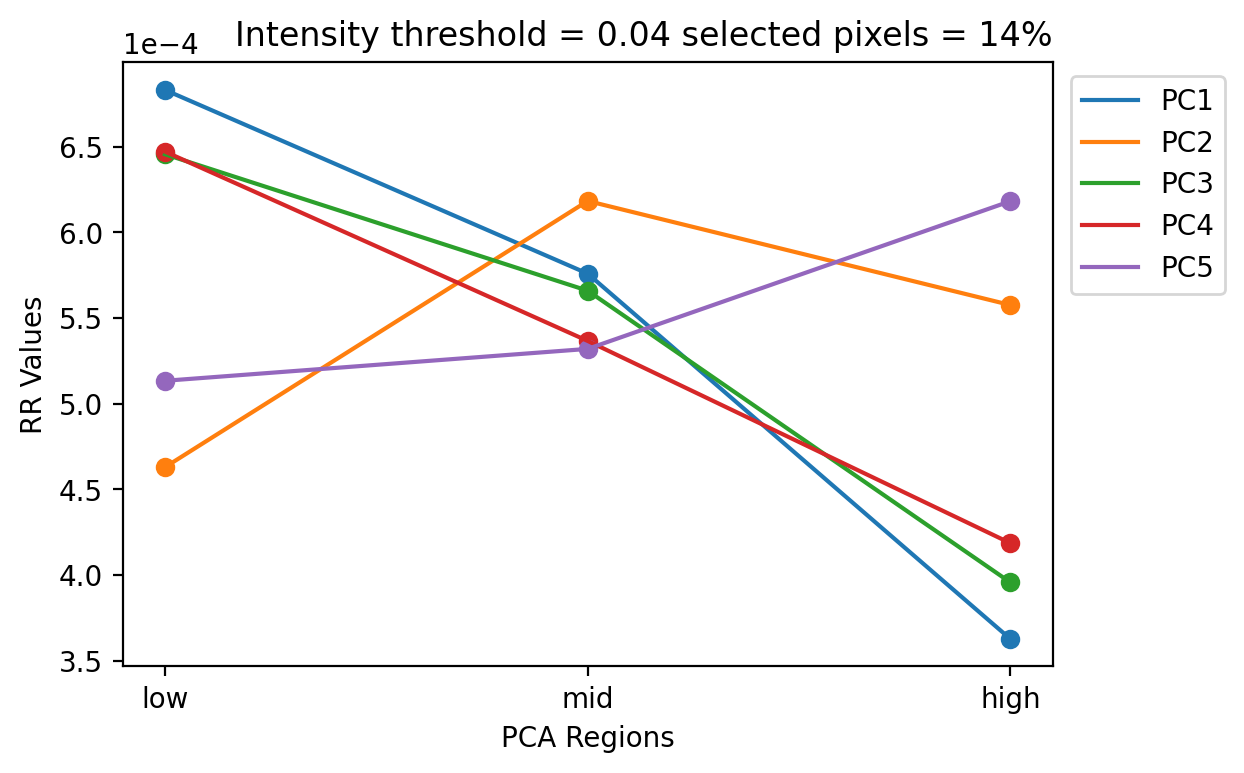 Intensity threshold = 0.04 selected pixels = 14%
1e−4
6.5
6.0
5.5
5.0
4.5
4.0
3.5
RR Values
low
mid
high
PCA Regions
PC1
PC2
PC3
PC4
PC5